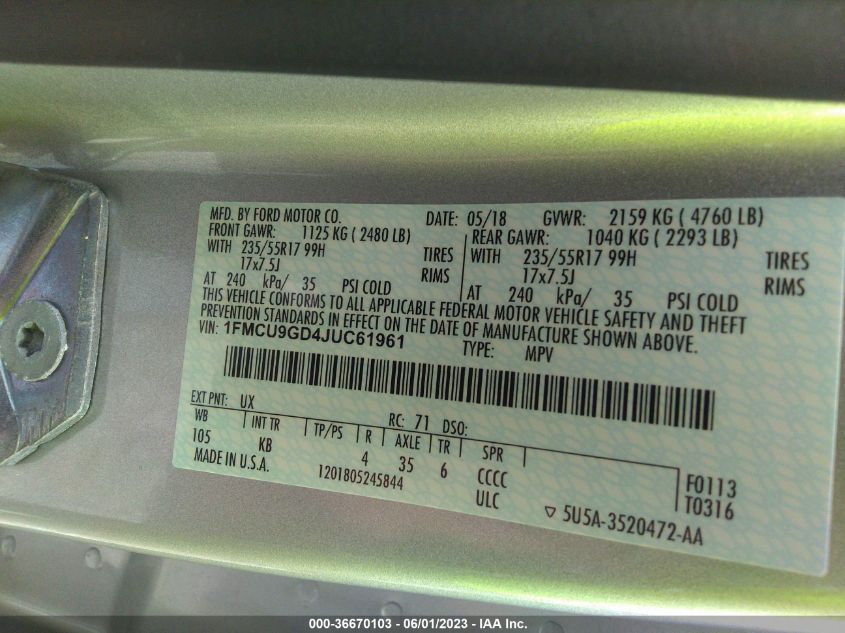 MFD. BY FORD MOTOR CO. DATE: 05/18 GVWR: 2159 KG ( 4760 LB)
FRONT GAWR: 1125 KG ( 2480 LB) REAR GAWR: 1040 KG ( 2293 LB)
WITH 235/55R17 99H TIRES WITH 235/55R17 99H TIRES
17x7.5J RIMS 17x7.5J RIMS
AT 240 kPa/ 35 PSI COLD AT 240 kPa/ 35 PSI COLD
THIS VEHICLE CONFORMS TO ALL APPLICABLE FEDERAL MOTOR VEHICLE SAFETY AND THEFT
PREVENTION STANDARDS IN EFFECT ON THE DATE OF MANUFACTURE SHOWN ABOVE.
VIN: 1FMCU9GD4JUC61961 TYPE: MPV
EXT PNT: UX RC: 71 DSO:
WB INT TR TP/PS R AXLE TR SPR
105 KB 4 35 6 CCCC F0113
MADE IN U.S.A. 1201805245844 ULC T0316
▽ 5U5A-3520472-AA
000-36670103 - 06/01/2023 - IAA Inc.